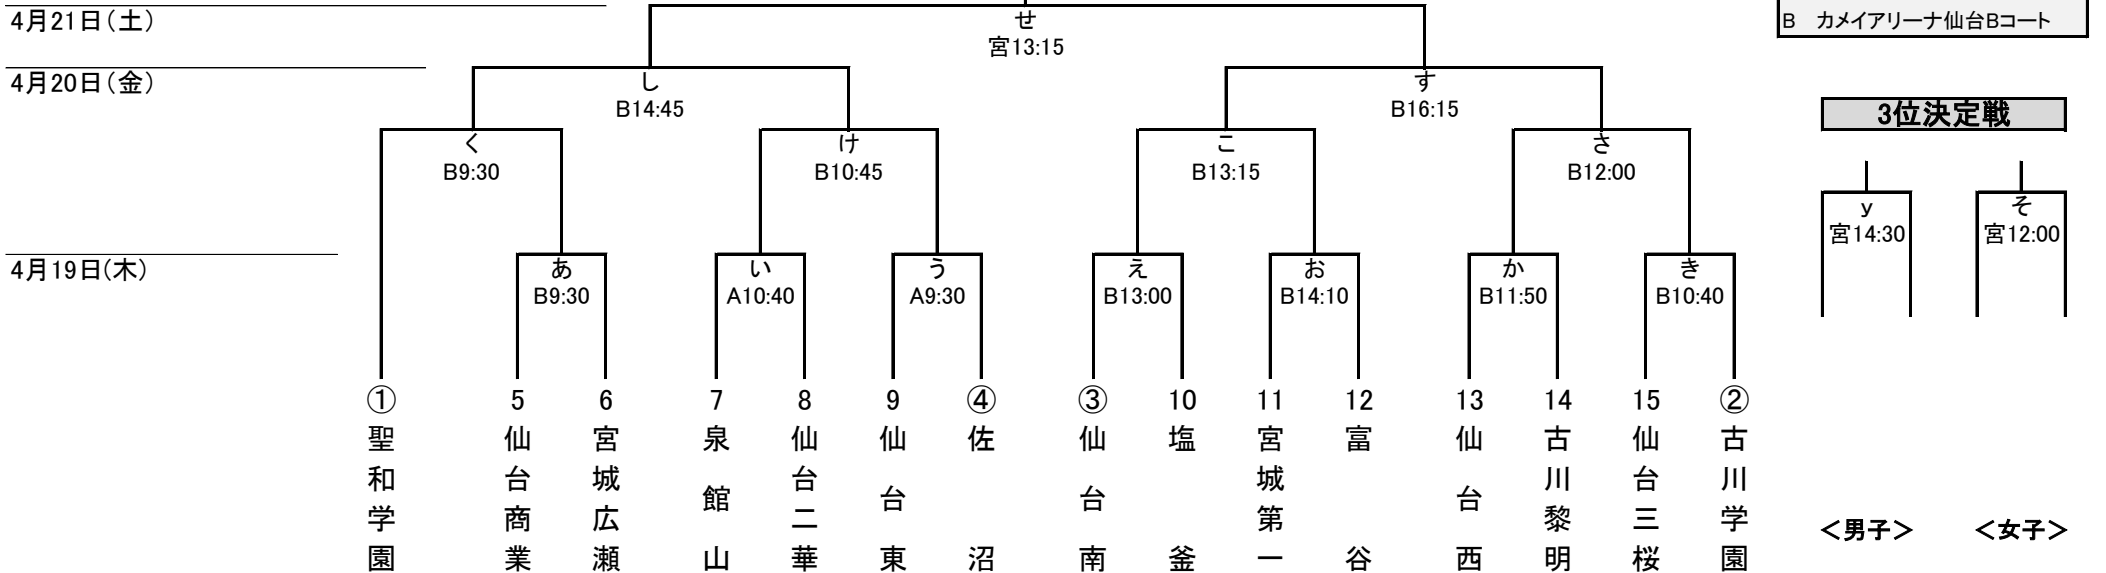 4月21日(土)
せ
宮13:15
B カメイアリーナ仙台Bコート
4月20日(金)
し
B14:45
す
B16:15
3位決定戦
く
B9:30
け
B10:45
こ
B13:15
さ
B12:00
y
宮14:30
そ
宮12:00
4月19日(木)
あ
B9:30
い
A10:40
う
A9:30
え
B13:00
お
B14:10
か
B11:50
き
B10:40
①
聖和学園
5
仙台商業
6
宮城広瀬
7
泉館山
8
仙台二華
9
仙台東
④
佐沼
③
仙台南
10
塩釜
11
宮城第一
12
富谷
13
仙台西
14
古川黎明
15
仙台三桜
②
古川学園
<男子>
<女子>